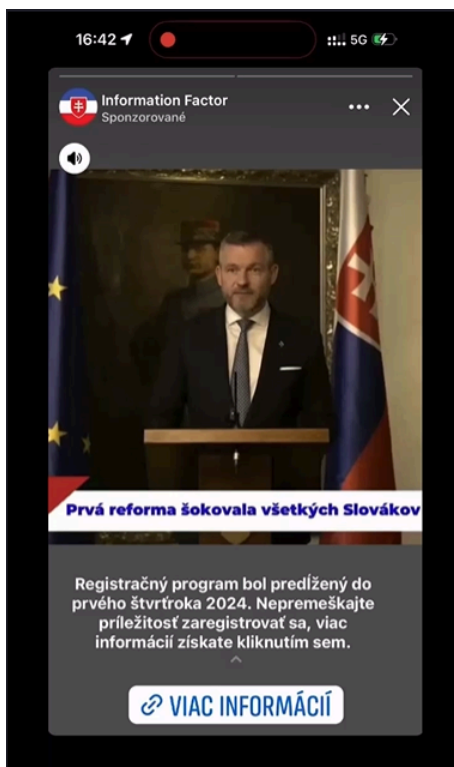 16:42
5G
Information Factor
Sponzorované
Prvá reforma šokovala všetkých Slovákov
Registračný program bol predĺžený do
prvého štvrťroka 2024. Nepremeškajte
príležitosť zaregistrovať sa, viac
informácií získate kliknutím sem.
VIAC INFORMÁCIÍ